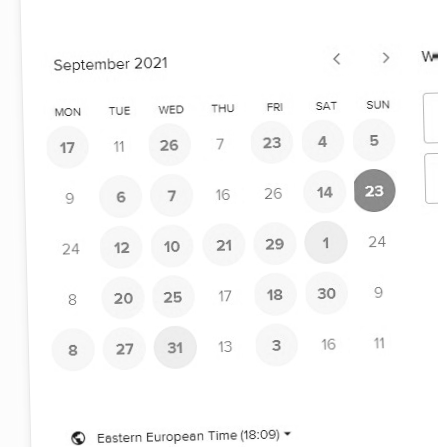 September 2021
MON TUE WED THU FRI SAT SUN
17 11 26 7 23 4 5
9 6 7 16 26 14 23
24 12 10 21 29 1 24
8 20 25 17 18 30 9
8 27 31 13 3 16 11
Eastern European Time (18:09)